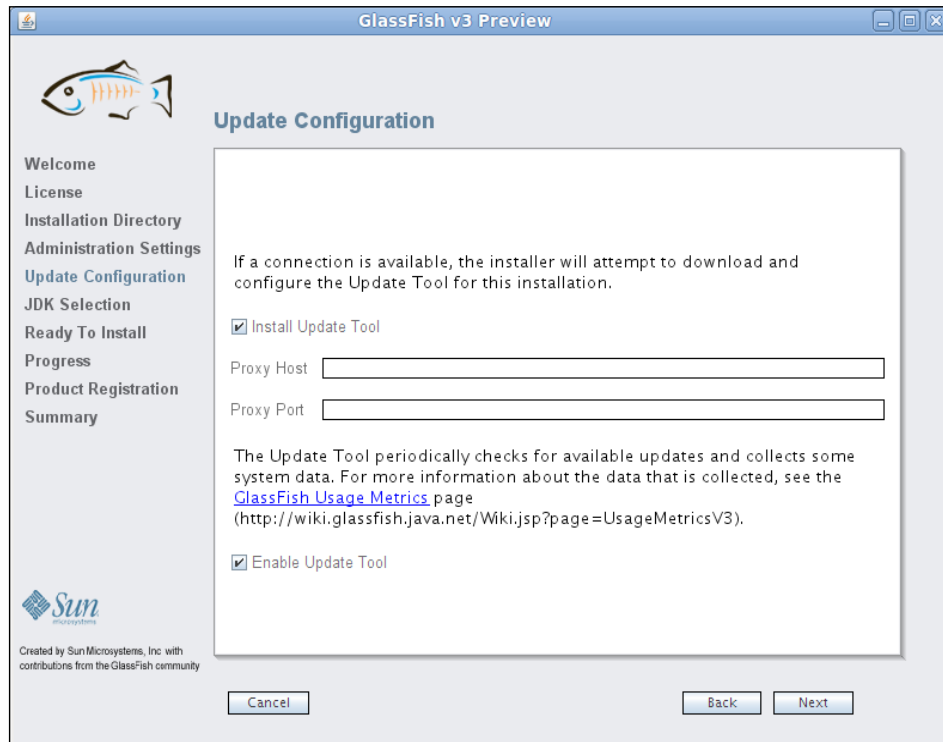 GlassFish v3 Preview
Update Configuration
Welcome
License
Installation Directory
Administration Settings
Update Configuration
JDK Selection
Ready To Install
Progress
Product Registration
Summary
If a connection is available, the installer will attempt to download and
configure the Update Tool for this installation.
Install Update Tool
Proxy Host
Proxy Port
The Update Tool periodically checks for available updates and collects some
system data. For more information about the data that is collected, see the
GlassFish Usage Metrics page
(http://wiki.glassfish.java.net/Wiki.jsp?page=UsageMetricsV3).
Enable Update Tool
Sun
microsystems
Created by Sun Microsystems, Inc with
contributions from the GlassFish community
Cancel
Back
Next